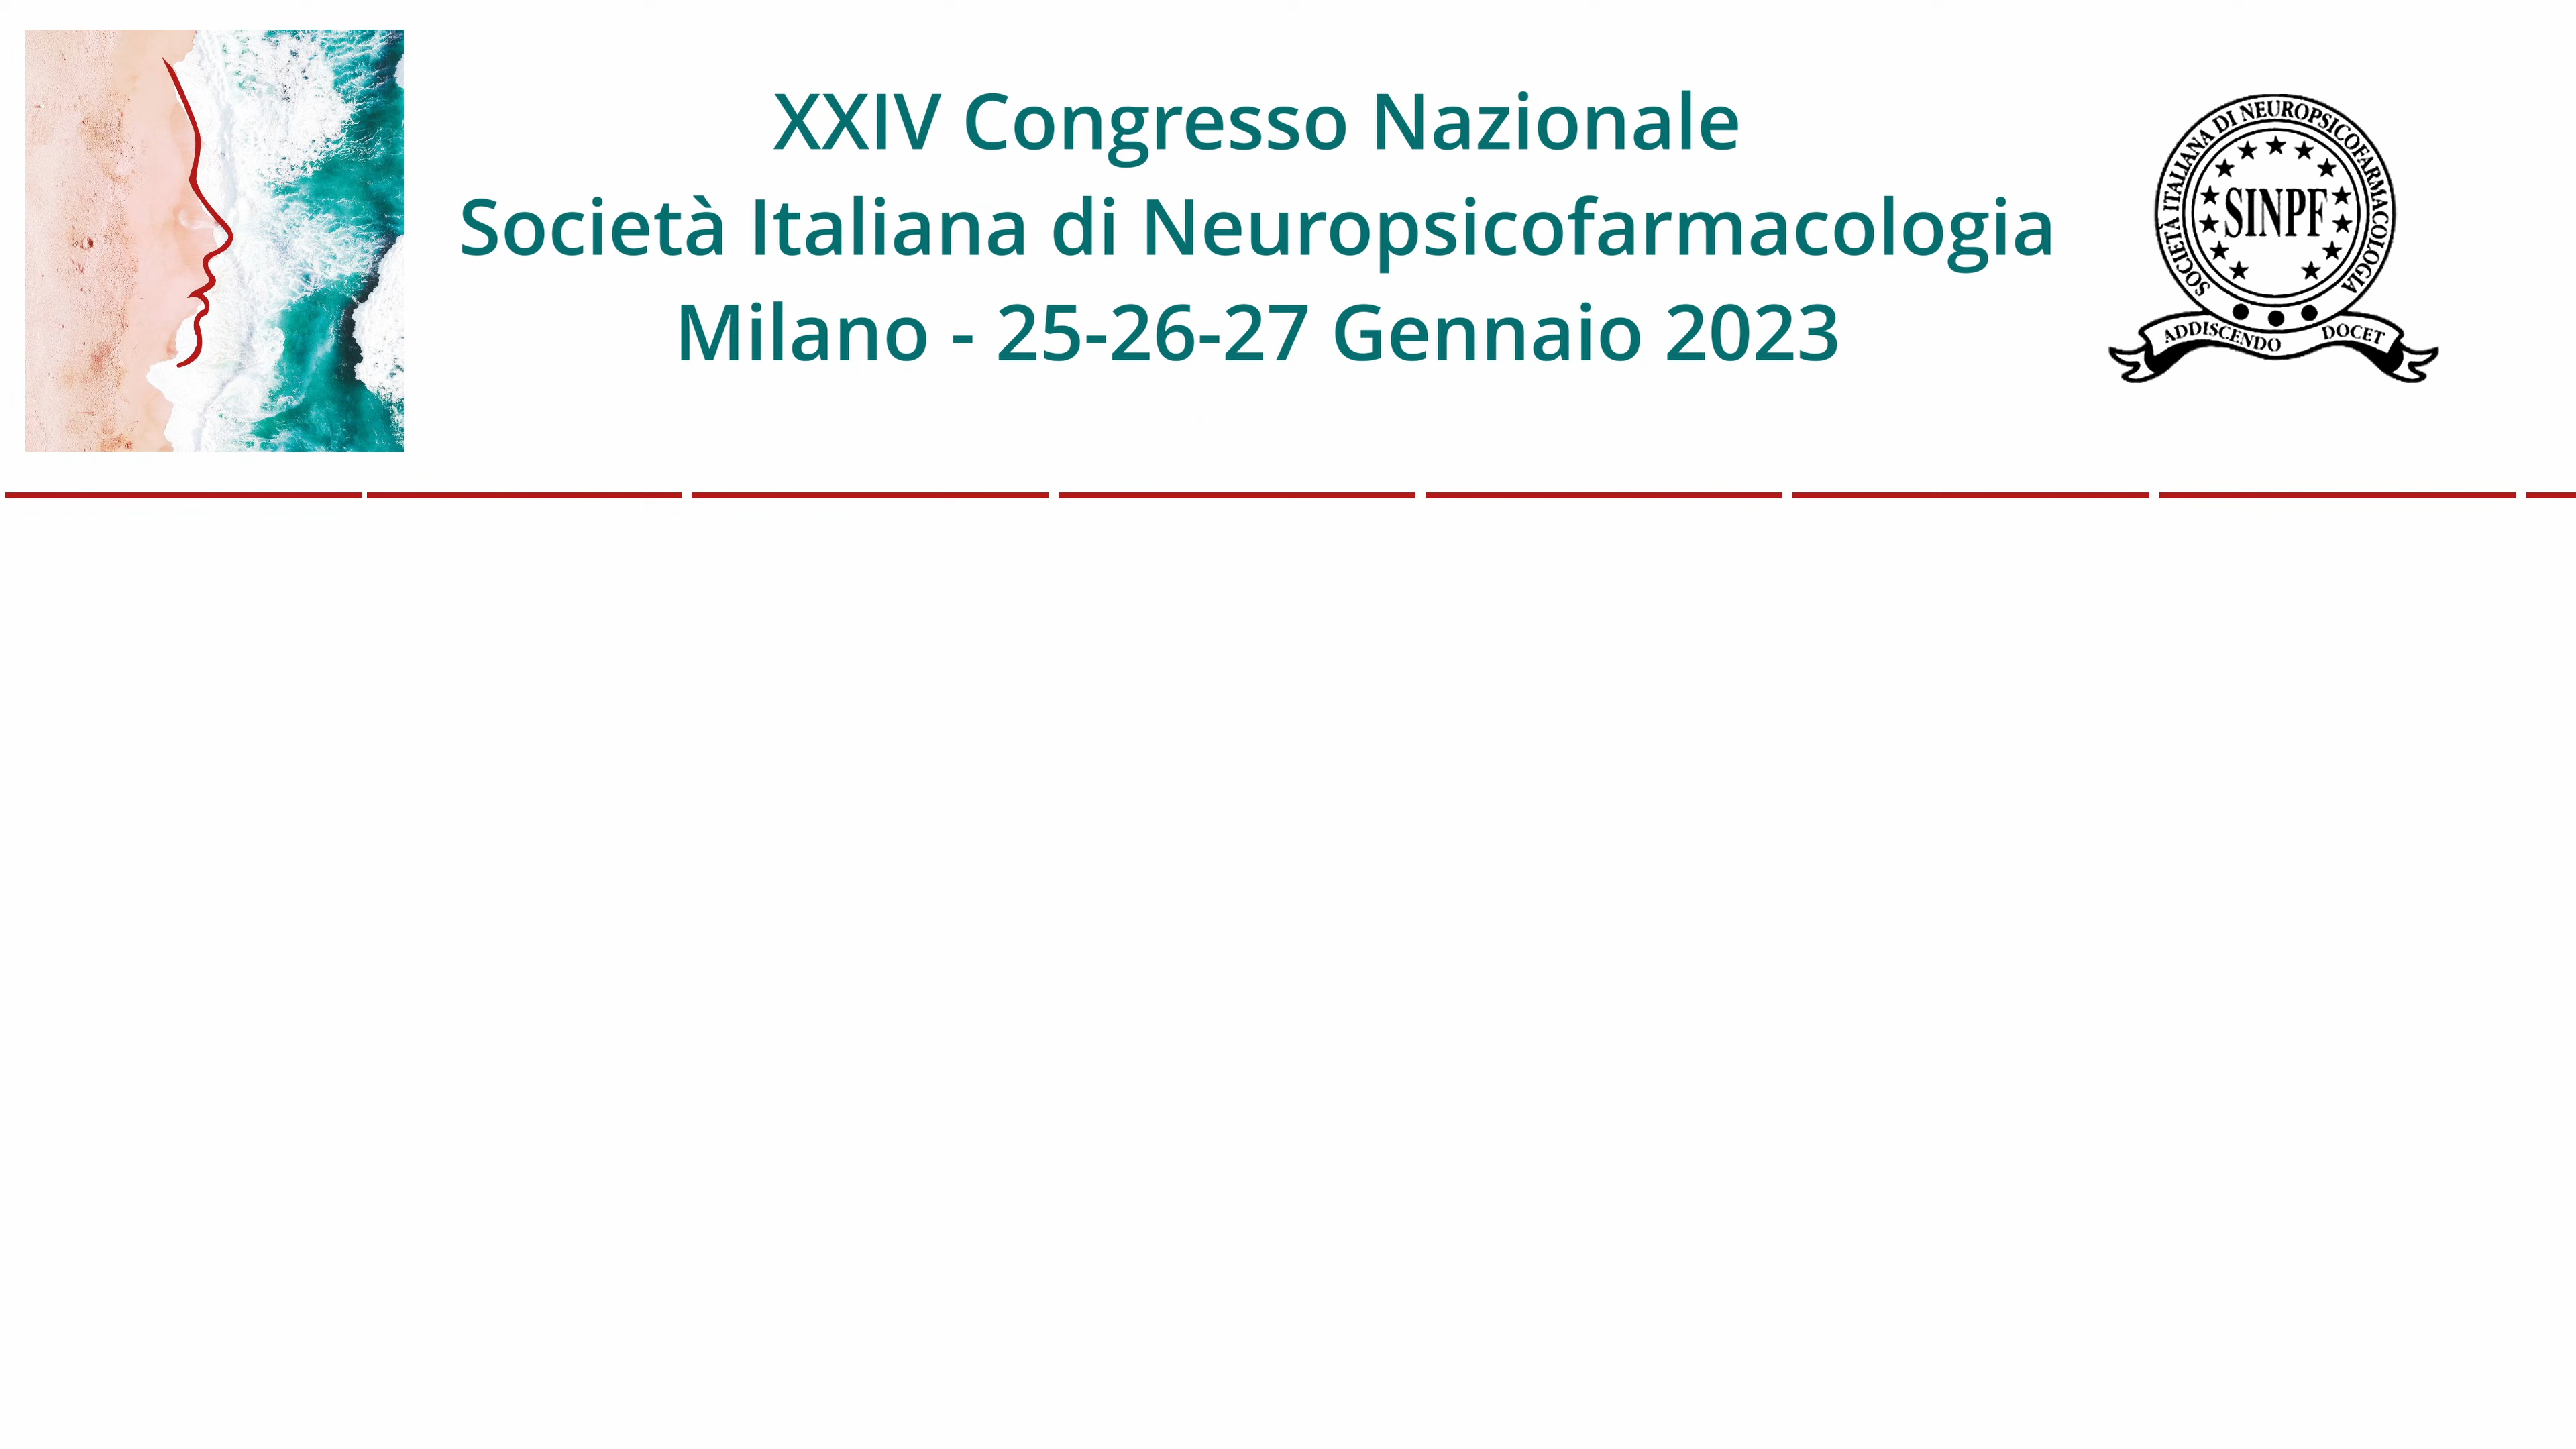 XXIV Congresso Nazionale
Società Italiana di Neuropsicofarmacologia
Milano - 25-26-27 Gennaio 2023
SOCIETÀ ITALIANA DI NEUROPSICOFARMACOLOGIA
SINPF
ADDISCENDO DOCET